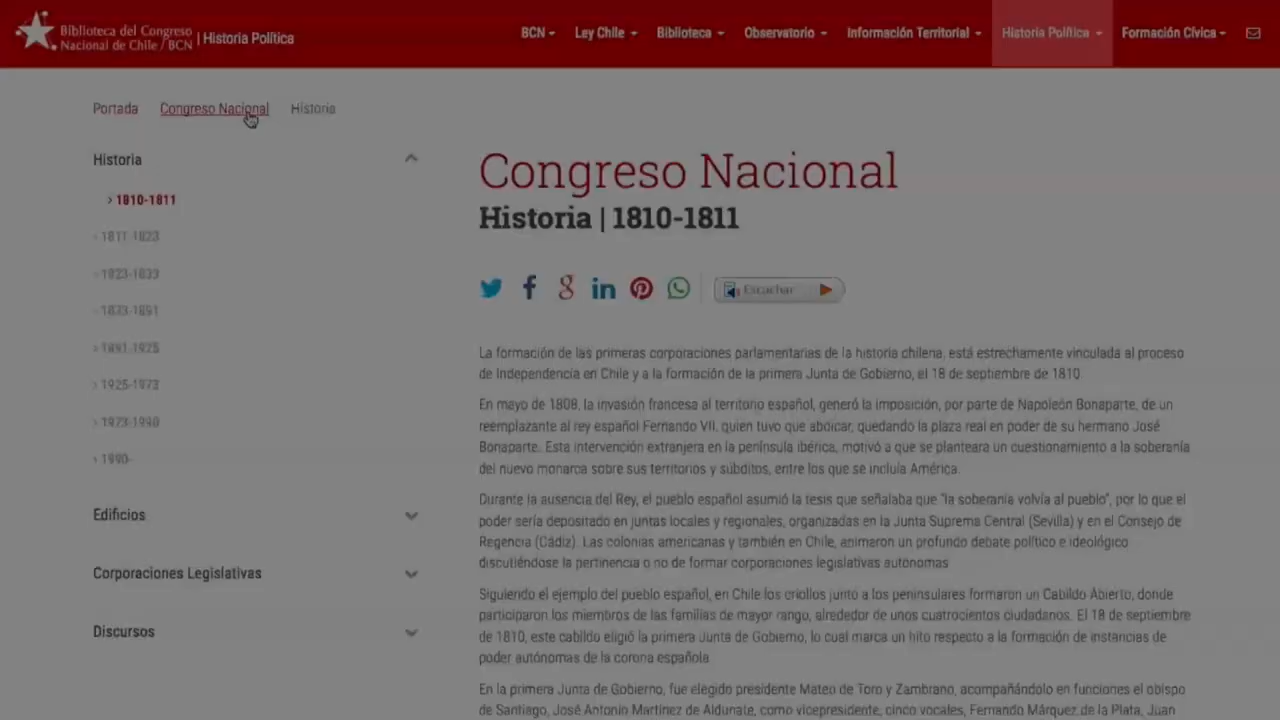 Biblioteca del Congreso
Nacional de Chile / BCN | Historia Política
BCN Ley Chile Biblioteca Observatorio Información Territorial Historia Política Formación Cívica
Portada Congreso Nacional Historia
Historia
› 1810-1811
› 1811-1823
› 1823-1833
› 1833-1891
› 1891-1925
› 1925-1973
› 1973-1990
› 1990-
Edificios
Corporaciones Legislativas
Discursos
Congreso Nacional
Historia | 1810-1811
Escuchar
La formación de las primeras corporaciones parlamentarias de la historia chilena, está estrechamente vinculada al proceso
de Independencia en Chile y a la formación de la primera Junta de Gobierno, el 18 de septiembre de 1810.
En mayo de 1808, la invasión francesa al territorio español, generó la imposición, por parte de Napoleón Bonaparte, de un
reemplazante al rey español Fernando VII, quien tuvo que abdicar, quedando la plaza real en poder de su hermano José
Bonaparte. Esta intervención extranjera en la península ibérica, motivó a que se planteara un cuestionamiento a la soberanía
del nuevo monarca sobre sus territorios y súbditos, entre los que se incluía América.
Durante la ausencia del Rey, el pueblo español asumió la tesis que señalaba que "la soberanía volvía al pueblo", por lo que el
poder sería depositado en juntas locales y regionales, organizadas en la Junta Suprema Central (Sevilla) y en el Consejo de
Regencia (Cádiz). Las colonias americanas y también en Chile, animaron un profundo debate político e ideológico
discutiéndose la pertinencia o no de formar corporaciones legislativas autónomas
Siguiendo el ejemplo del pueblo español, en Chile los criollos junto a los peninsulares formaron un Cabildo Abierto, donde
participaron los miembros de las familias de mayor rango, alrededor de unos cuatrocientos ciudadanos. El 18 de septiembre
de 1810, este cabildo eligió la primera Junta de Gobierno, lo cual marca un hito respecto a la formación de instancias de
poder autónomas de la corona española.
En la primera Junta de Gobierno, fue elegido presidente Mateo de Toro y Zambrano, acompañándolo en funciones el obispo
de Santiago, José Antonio Martínez de Aldunate, como vicepresidente, cinco vocales, Fernando Márquez de la Plata, Juan